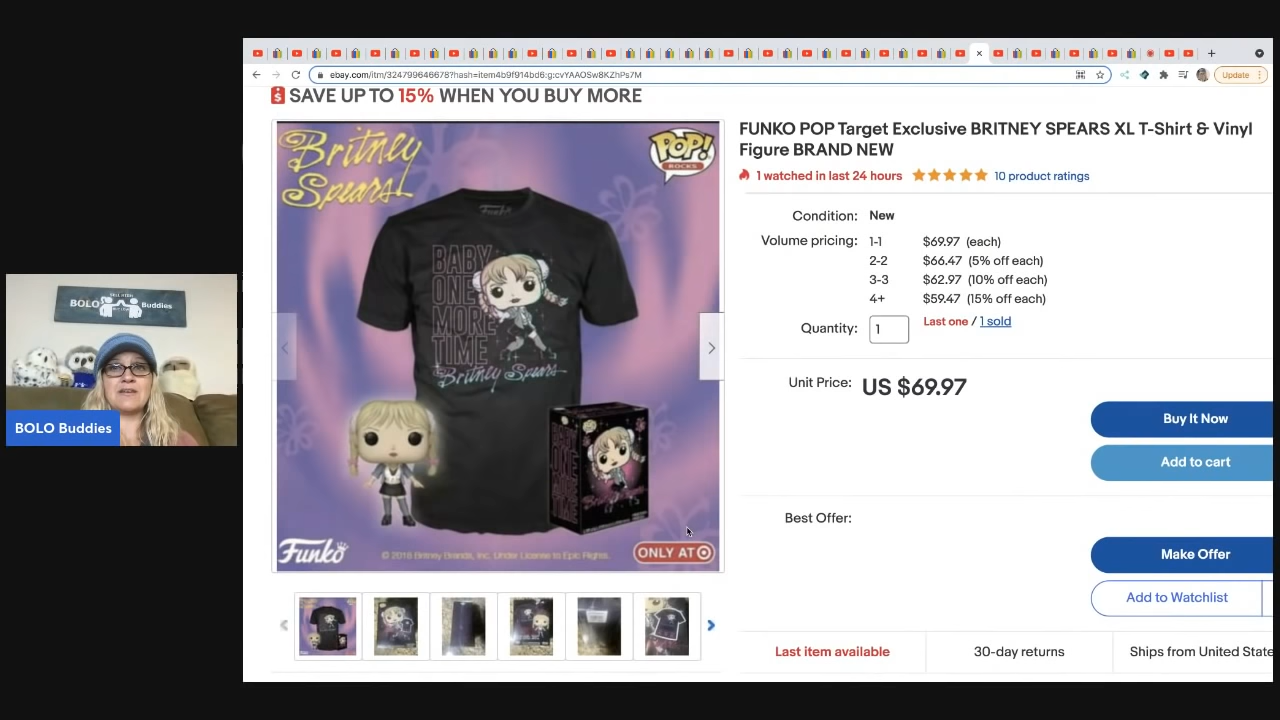 Update
ebay.com/itm/324799646678?hash=item4b9f914bd6:g:cvYAAOSw8KZhPs7M
SAVE UP TO 15% WHEN YOU BUY MORE
Britney
Spears
POP!
ROCKS
Funko
BABY
ONE
MORE
TIME
Britney Spears
BABY
ONE
MORE
TIME
Funko
© 2018 Britney Brands, Inc. Under License to Epic Rights.
ONLY AT
FUNKO POP Target Exclusive BRITNEY SPEARS XL T-Shirt & Vinyl
Figure BRAND NEW
1 watched in last 24 hours
10 product ratings
Condition: New
Volume pricing: 1-1 $69.97 (each)
2-2 $66.47 (5% off each)
3-3 $62.97 (10% off each)
4+ $59.47 (15% off each)
Quantity: 1 Last one / 1 sold
Unit Price: US $69.97
Buy It Now
Add to cart
Best Offer:
Make Offer
Add to Watchlist
Last item available
30-day returns
Ships from United State
BOLO Buddies
BOLO Buddies